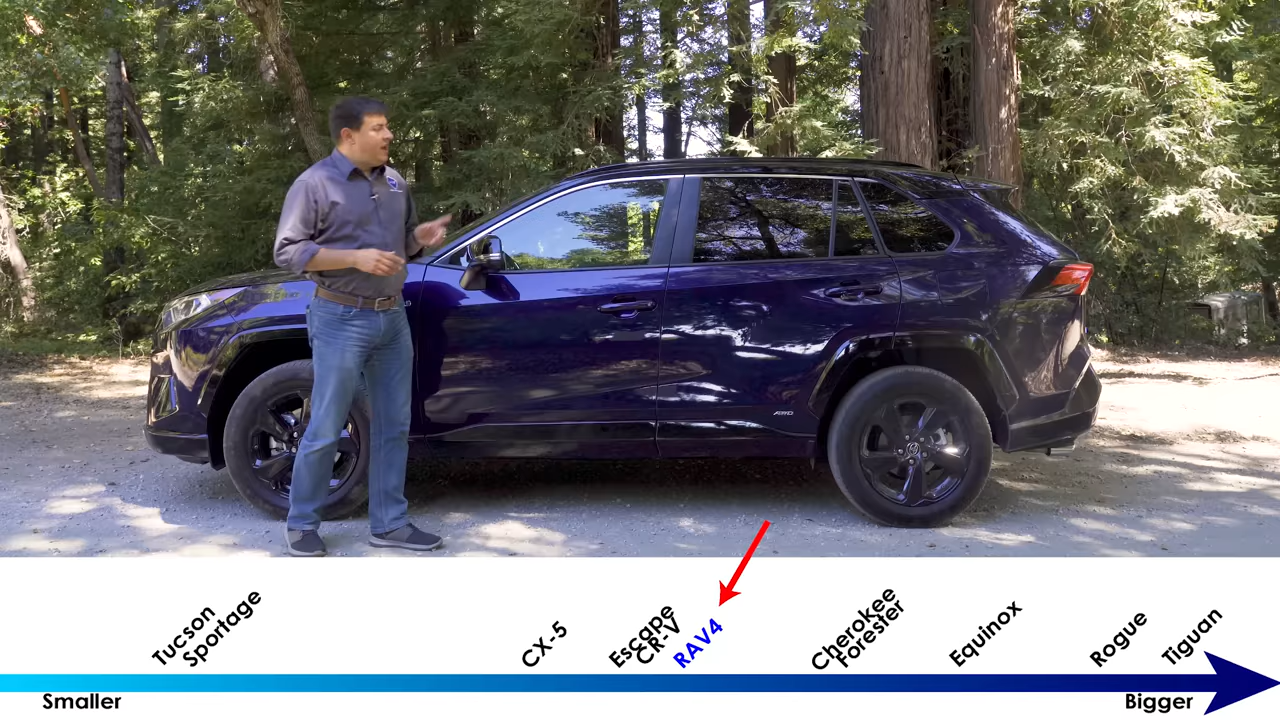 Tucson
Sportage
CX-5
Escape
CR-V
RAV4
Cherokee
Forester
Equinox
Rogue
Tiguan
Smaller
Bigger